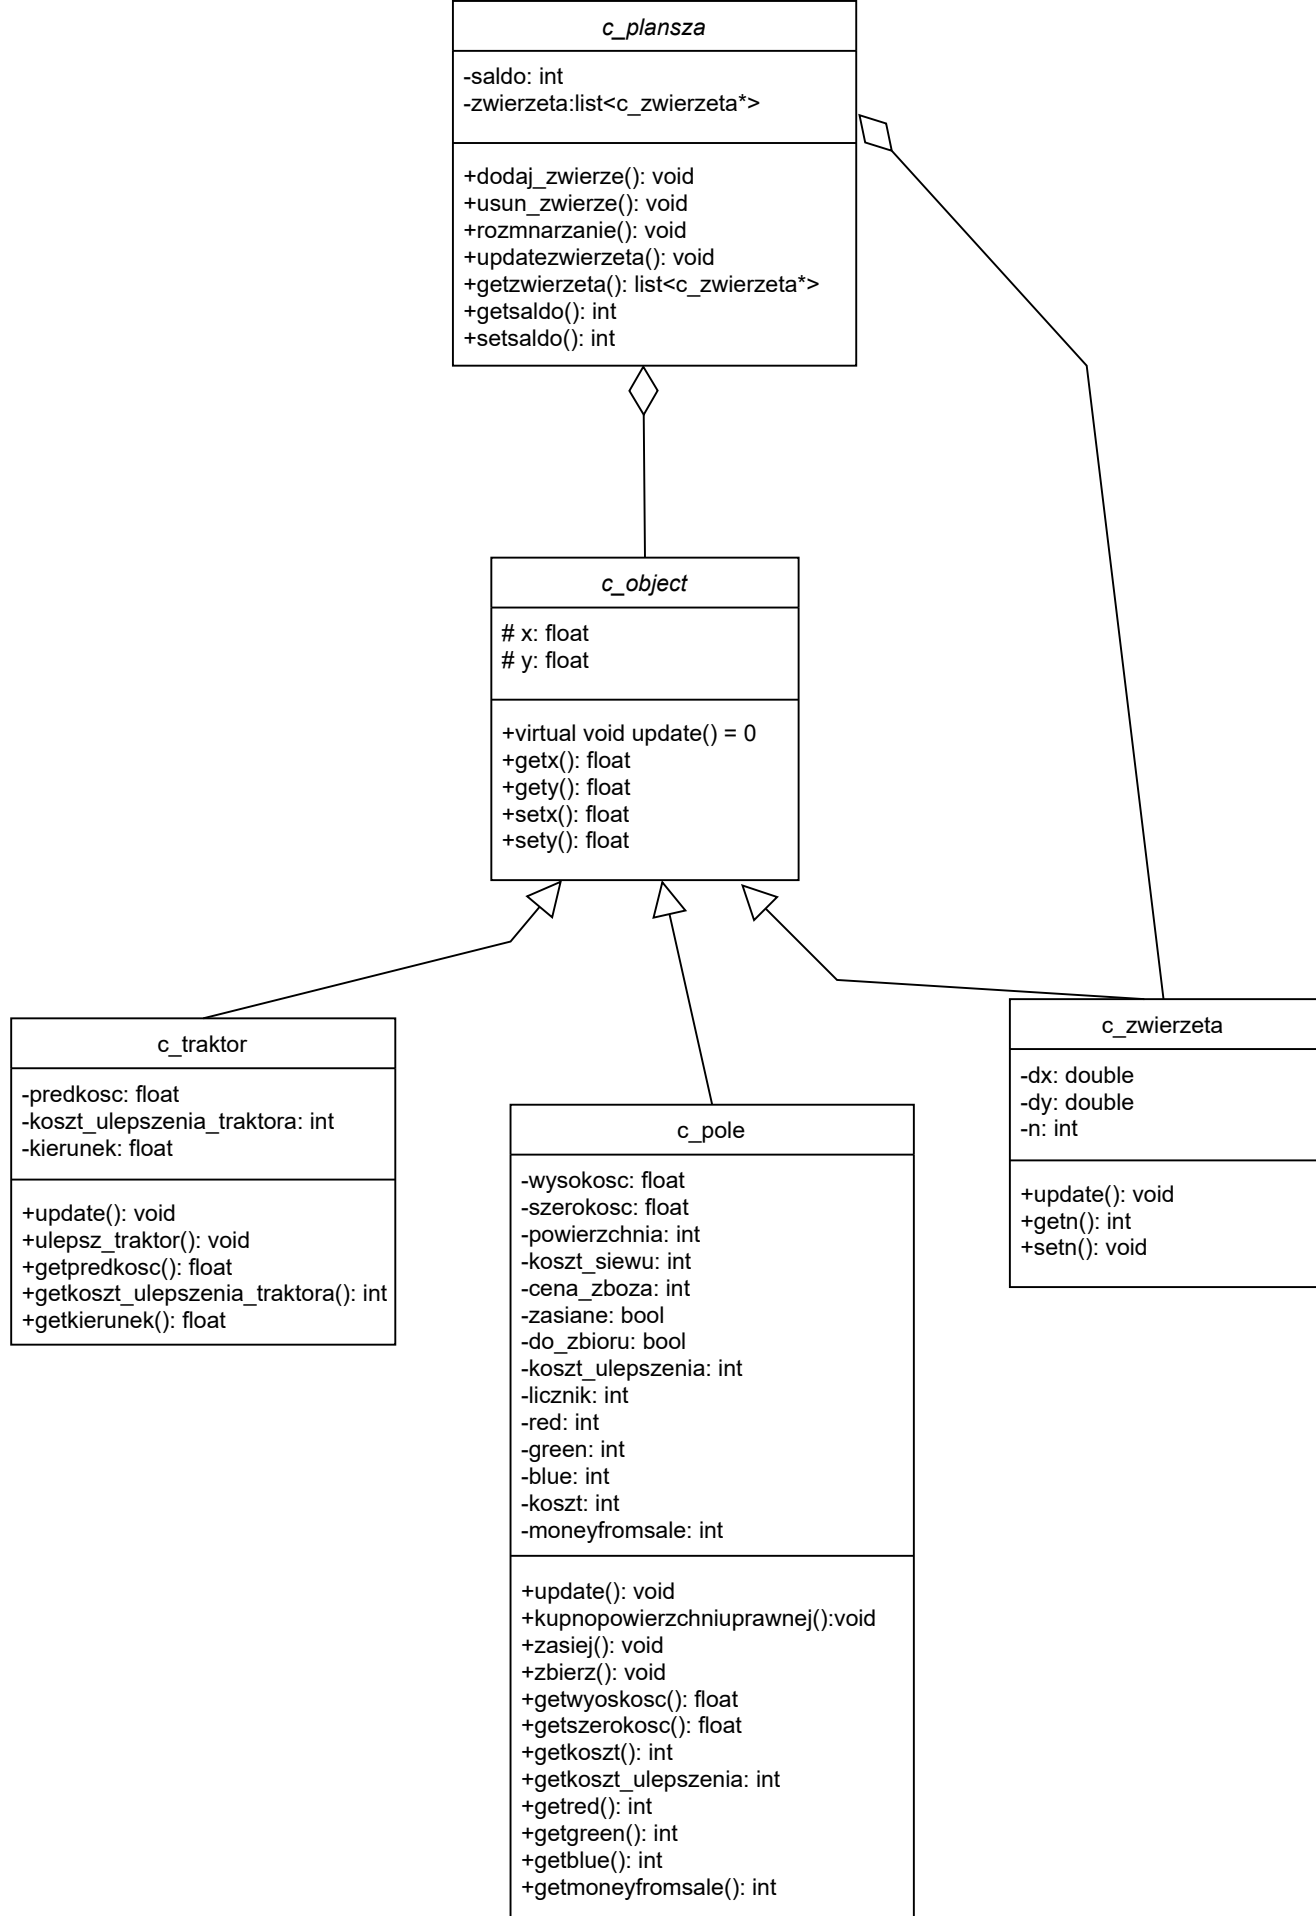 c_plansza
-saldo: int
-zwierzeta:list<c_zwierzeta*>
+dodaj_zwierze(): void
+usun_zwierze(): void
+rozmnarzanie(): void
+updatezwierzeta(): void
+getzwierzeta(): list<c_zwierzeta*>
+getsaldo(): int
+setsaldo(): int
c_object
# x: float
# y: float
+virtual void update() = 0
+getx(): float
+gety(): float
+setx(): float
+sety(): float
c_traktor
-predkosc: float
-koszt_ulepszenia_traktora: int
-kierunek: float
+update(): void
+ulepsz_traktor(): void
+getpredkosc(): float
+getkoszt_ulepszenia_traktora(): int
+getkierunek(): float
c_pole
-wysokosc: float
-szerokosc: float
-powierzchnia: int
-koszt_siewu: int
-cena_zboza: int
-zasiane: bool
-do_zbioru: bool
-koszt_ulepszenia: int
-licznik: int
-red: int
-green: int
-blue: int
-koszt: int
-moneyfromsale: int
+update(): void
+kupnopowierzchniuprawnej():void
+zasiej(): void
+zbierz(): void
+getwyoskosc(): float
+getszerokosc(): float
+getkoszt(): int
+getkoszt_ulepszenia: int
+getred(): int
+getgreen(): int
+getblue(): int
+getmoneyfromsale(): int
c_zwierzeta
-dx: double
-dy: double
-n: int
+update(): void
+getn(): int
+setn(): void